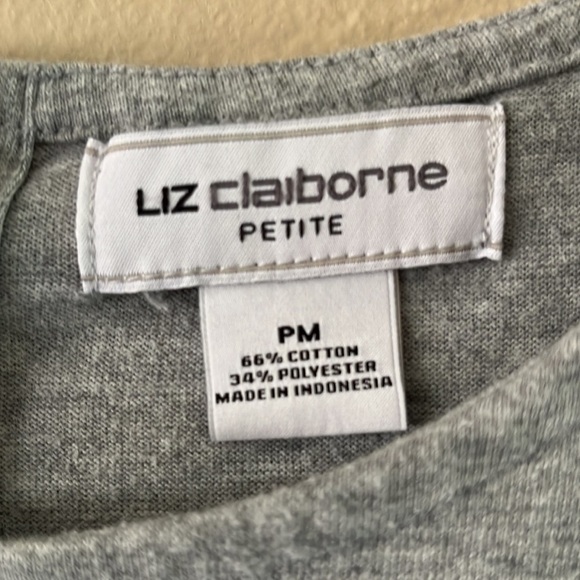 LIZ claiborne
PETITE
PM
66% COTTON
34% POLYESTER
MADE IN INDONESIA